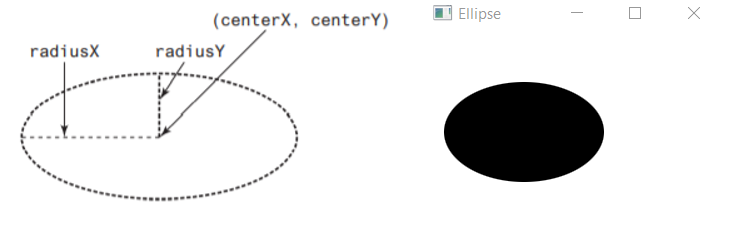 (centerX, centerY)
radiusX
radiusY
Ellipse